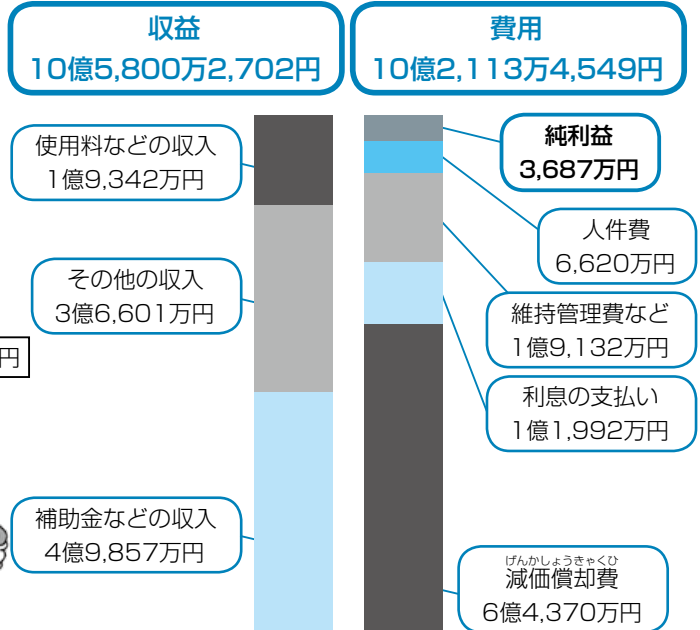 収益
10億5,800万2,702円
費用
10億2,113万4,549円
使用料などの収入
1億9,342万円
その他の収入
3億6,601万円
円
補助金などの収入
4億9,857万円
純利益
3,687万円
人件費
6,620万円
維持管理費など
1億9,132万円
利息の支払い
1億1,992万円
げんかしょうきゃくひ
減価償却費
6億4,370万円